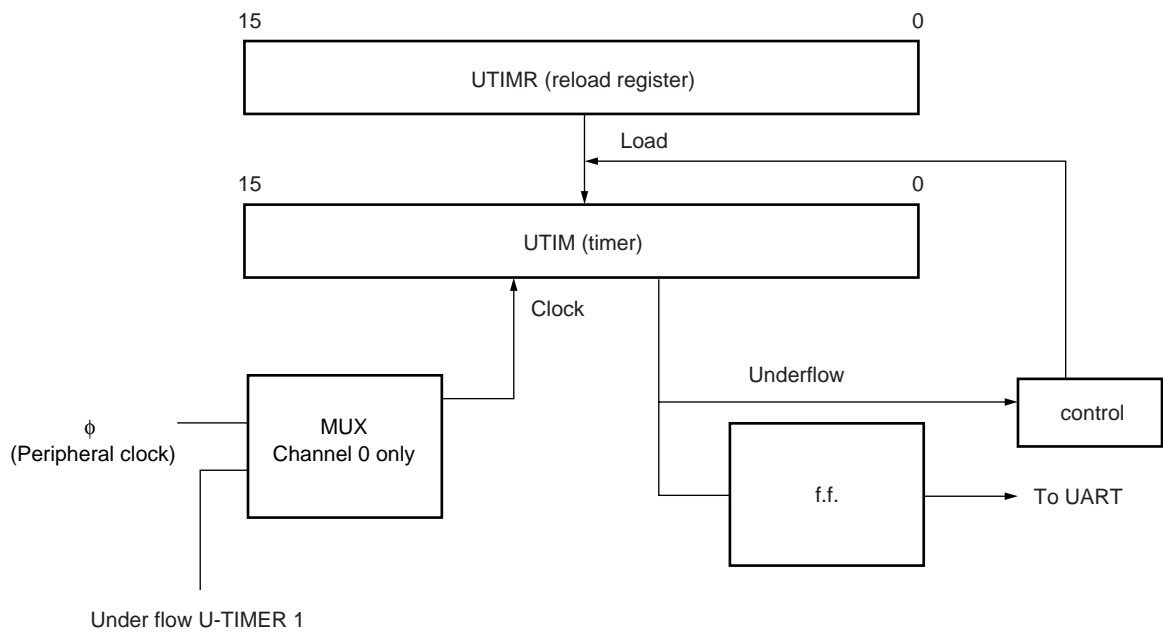 15 0
UTIMR (reload register)
Load
15 0
UTIM (timer)
Clock
Underflow
control
ϕ
(Peripheral clock)
MUX
Channel 0 only
f.f.
To UART
Under flow U-TIMER 1